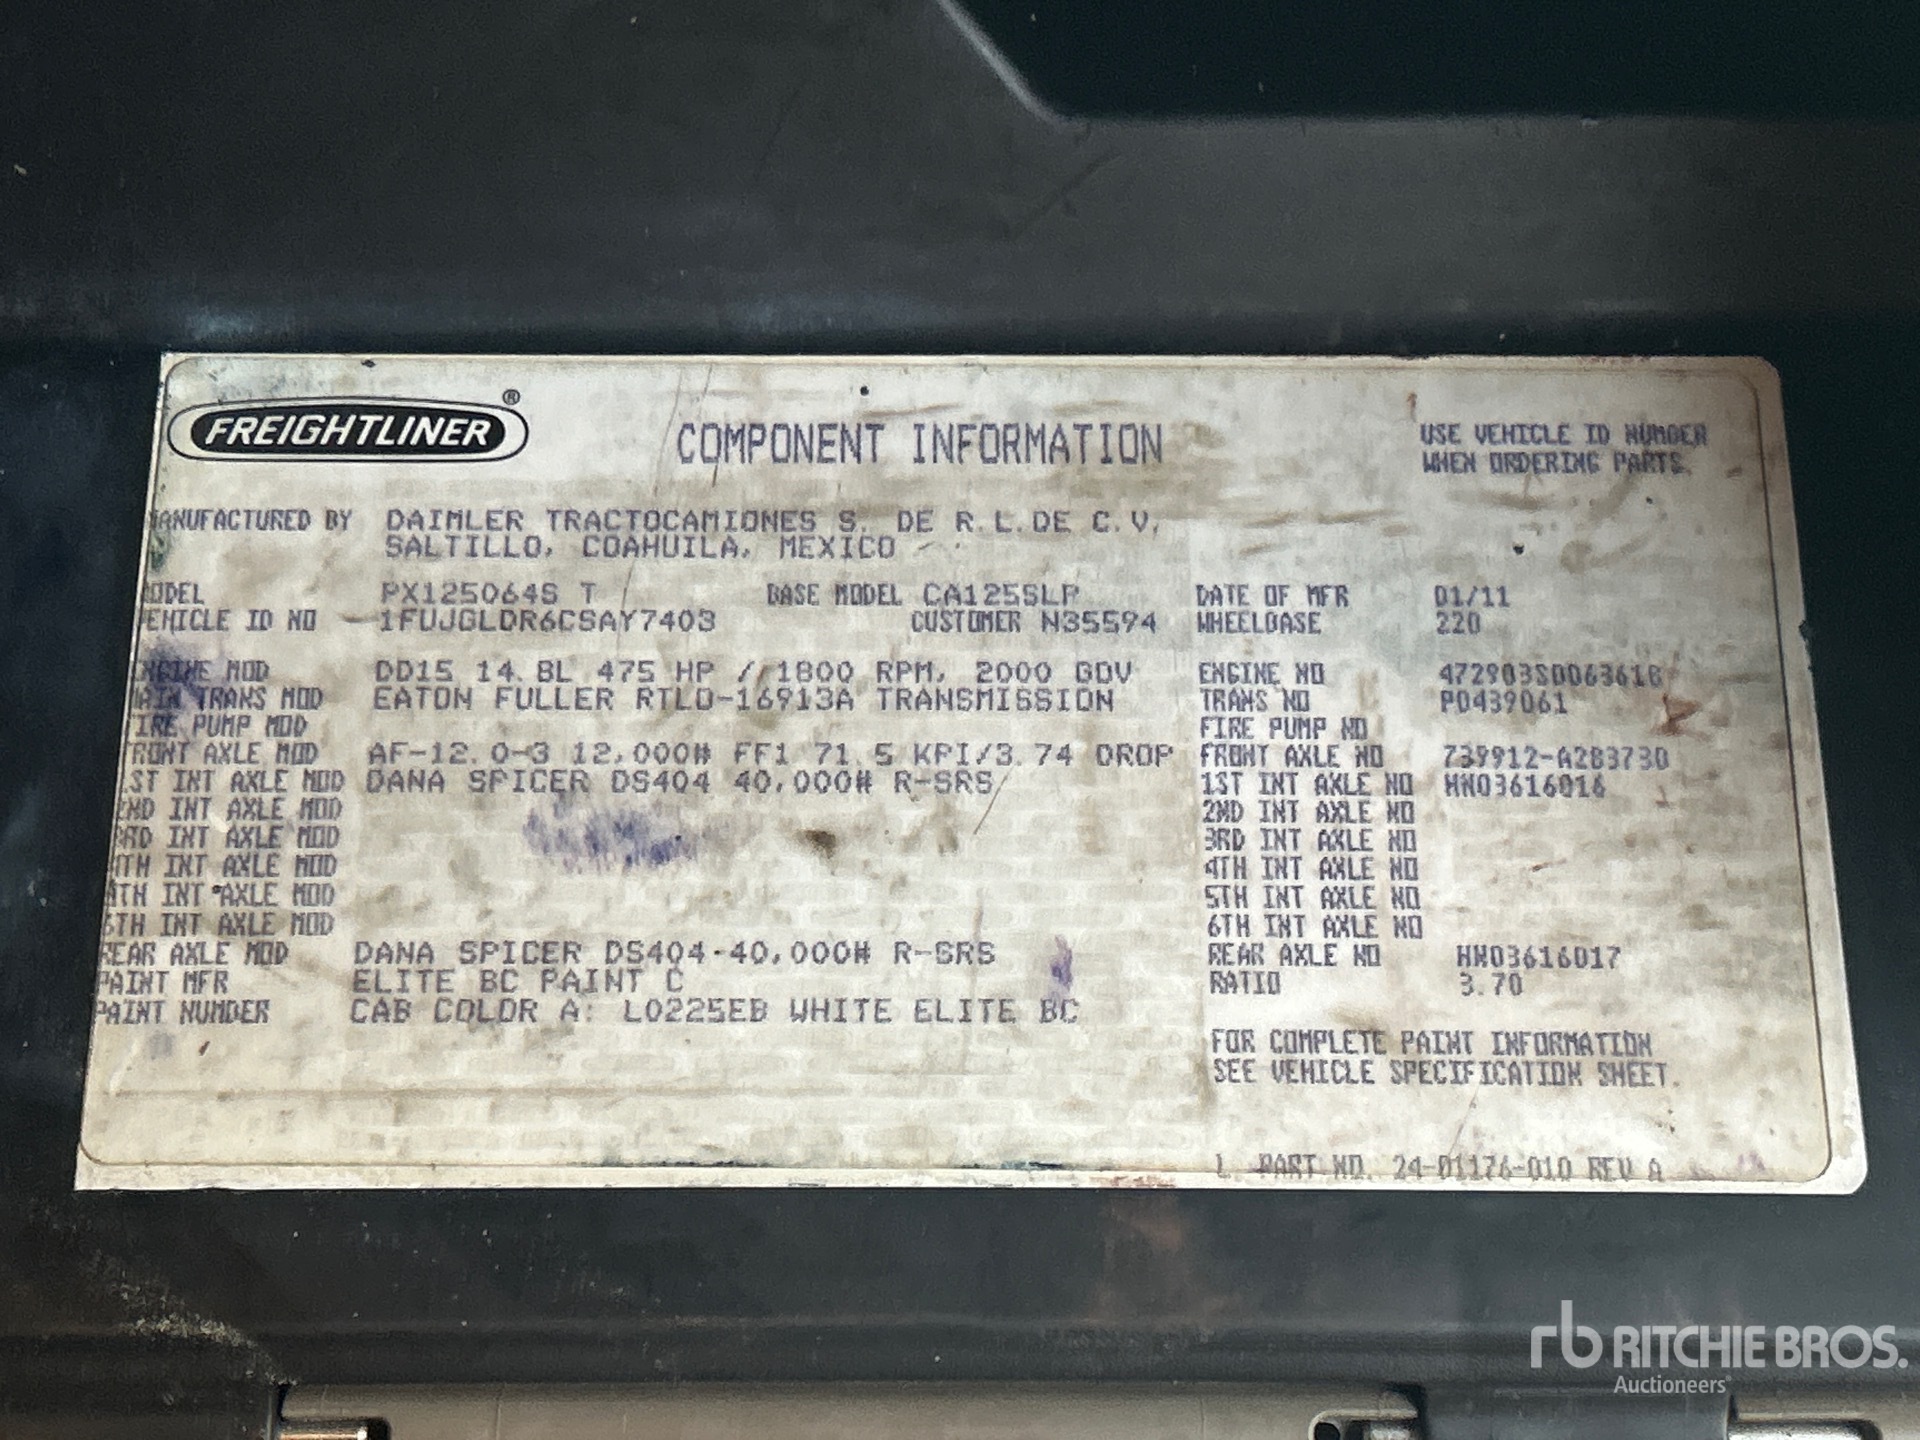 FREIGHTLINER®
COMPONENT INFORMATION
USE VEHICLE ID NUMBER
WHEN ORDERING PARTS.
MANUFACTURED BY DAIMLER TRACTOCAMIONES S. DE R.L.DE C.V,
SALTILLO, COAHUILA, MEXICO
MODEL PX125064S T BASE MODEL CA125SLP DATE OF MFR 01/11
VEHICLE ID NO 1FUJGLDR6CSAY7403 CUSTOMER N35594 WHEELBASE 220
ENGINE MOD DD15 14.8L 475 HP / 1800 RPM, 2000 GOV ENGINE NO
MAIN TRANS MOD EATON FULLER RTLO-16913A TRANSMISSION TRANS NO P0439061
FIRE PUMP MOD FIRE PUMP NO
FRONT AXLE MOD AF-12.0-3 12,000# FF1 71.5 KPI/3.74 DROP FRONT AXLE NO
1ST INT AXLE MOD DANA SPICER DS404 40,000# R-SRS 1ST INT AXLE NO HN03616016
2ND INT AXLE MOD 2ND INT AXLE NO
3RD INT AXLE MOD 3RD INT AXLE NO
4TH INT AXLE MOD 4TH INT AXLE NO
INT AXLE MOD 5TH INT AXLE NO
6TH INT AXLE MOD 6TH INT AXLE NO
REAR AXLE MOD DANA SPICER DS404-40,000# R-SRS REAR AXLE NO HN03616017
PAINT MFR ELITE BC PAINT C RATIO 3.70
PAINT NUMBER CAB COLOR A: L0225EB WHITE ELITE BC
FOR COMPLETE PAINT INFORMATION
SEE VEHICLE SPECIFICATION SHEET.
PART NO. 24-01176-010 REV A
rb RITCHIE BROS.
Auctioneers